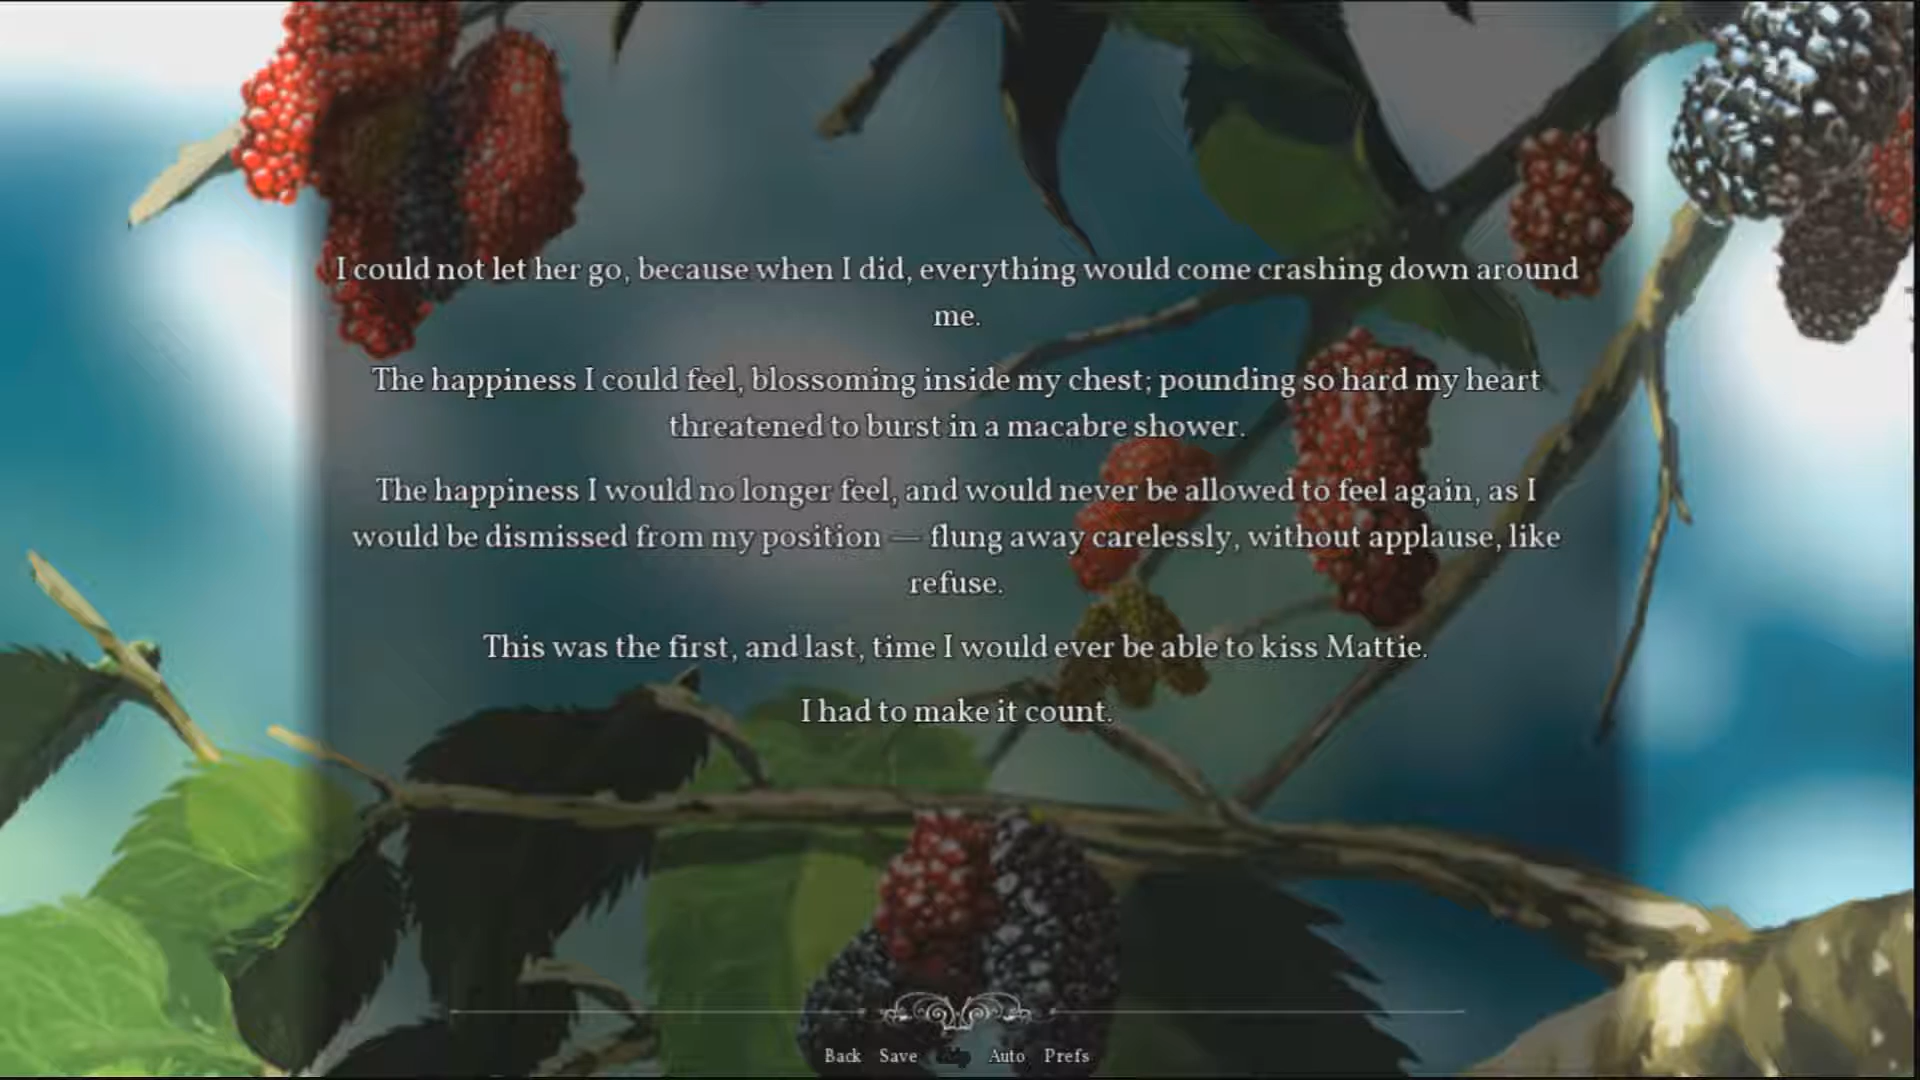 I could not let her go, because when I did, everything would come crashing down around
me.
The happiness I could feel, blossoming inside my chest; pounding so hard my heart
threatened to burst in a macabre shower.
The happiness I would no longer feel, and would never be allowed to feel again, as I
would be dismissed from my position — flung away carelessly, without applause, like
refuse.
This was the first, and last, time I would ever be able to kiss Mattie.
I had to make it count.
Back Save Auto Prefs